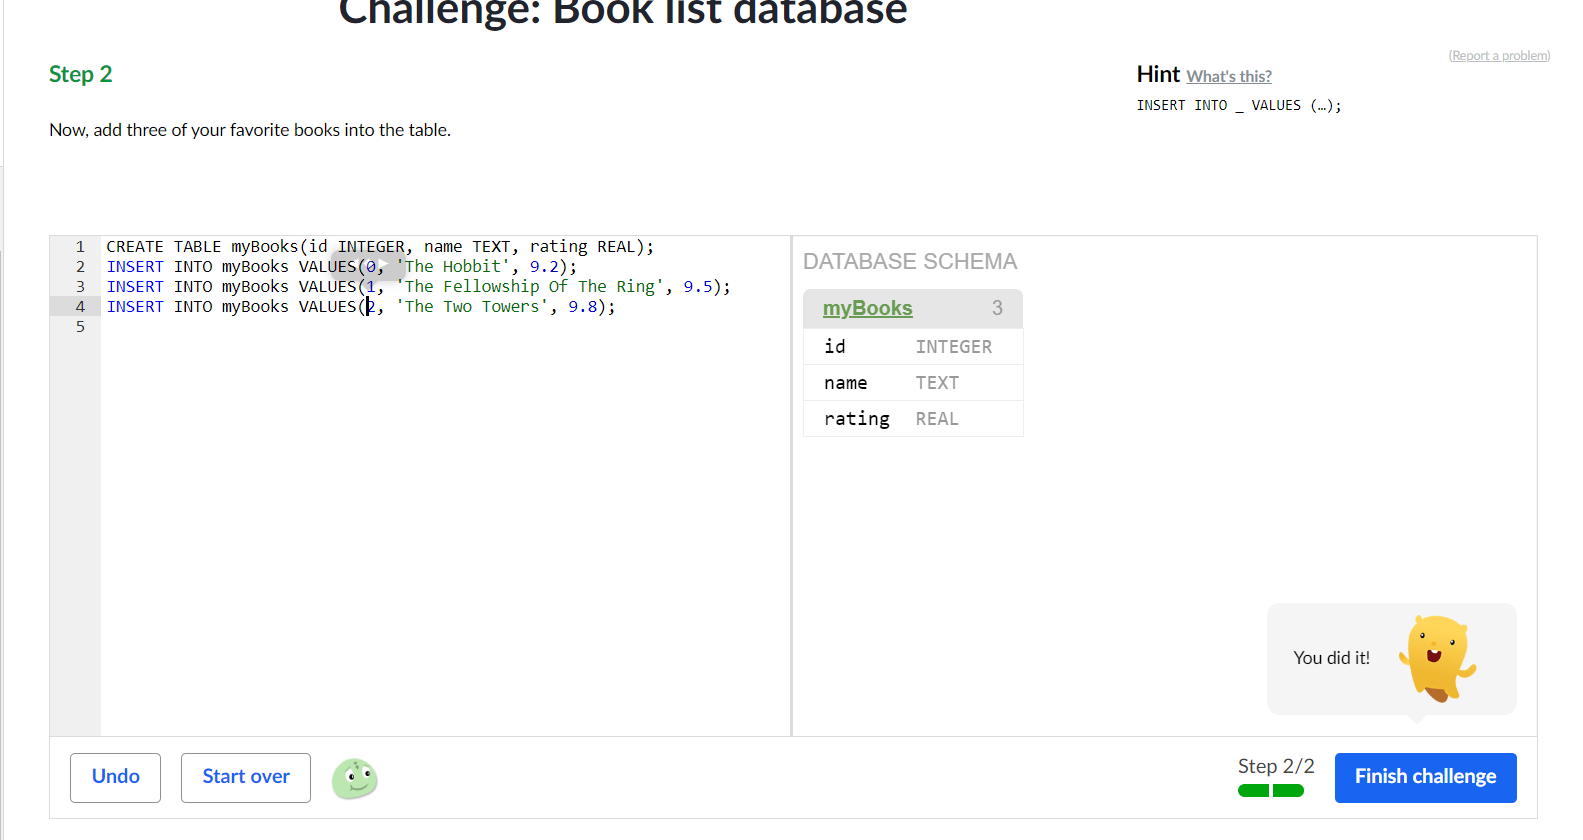 Challenge: Book list database
(Report a problem)
Step 2
Hint What's this?
INSERT INTO _ VALUES (…);
Now, add three of your favorite books into the table.
1 CREATE TABLE myBooks(id INTEGER, name TEXT, rating REAL);
2 INSERT INTO myBooks VALUES(0, 'The Hobbit', 9.2);
3 INSERT INTO myBooks VALUES(1, 'The Fellowship Of The Ring', 9.5);
4 INSERT INTO myBooks VALUES(2, 'The Two Towers', 9.8);
5
DATABASE SCHEMA
myBooks 3
id INTEGER
name TEXT
rating REAL
You did it!
Undo
Start over
Step 2/2
Finish challenge